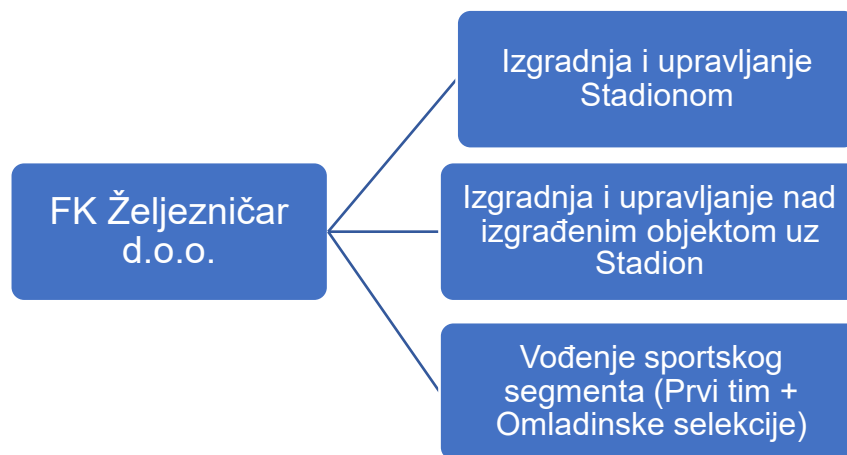 Izgradnja i upravljanje
Stadionom
FK Željezničar
d.o.o.
Izgradnja i upravljanje nad
izgrađenim objektom uz
Stadion
Vođenje sportskog
segmenta (Prvi tim +
Omladinske selekcije)